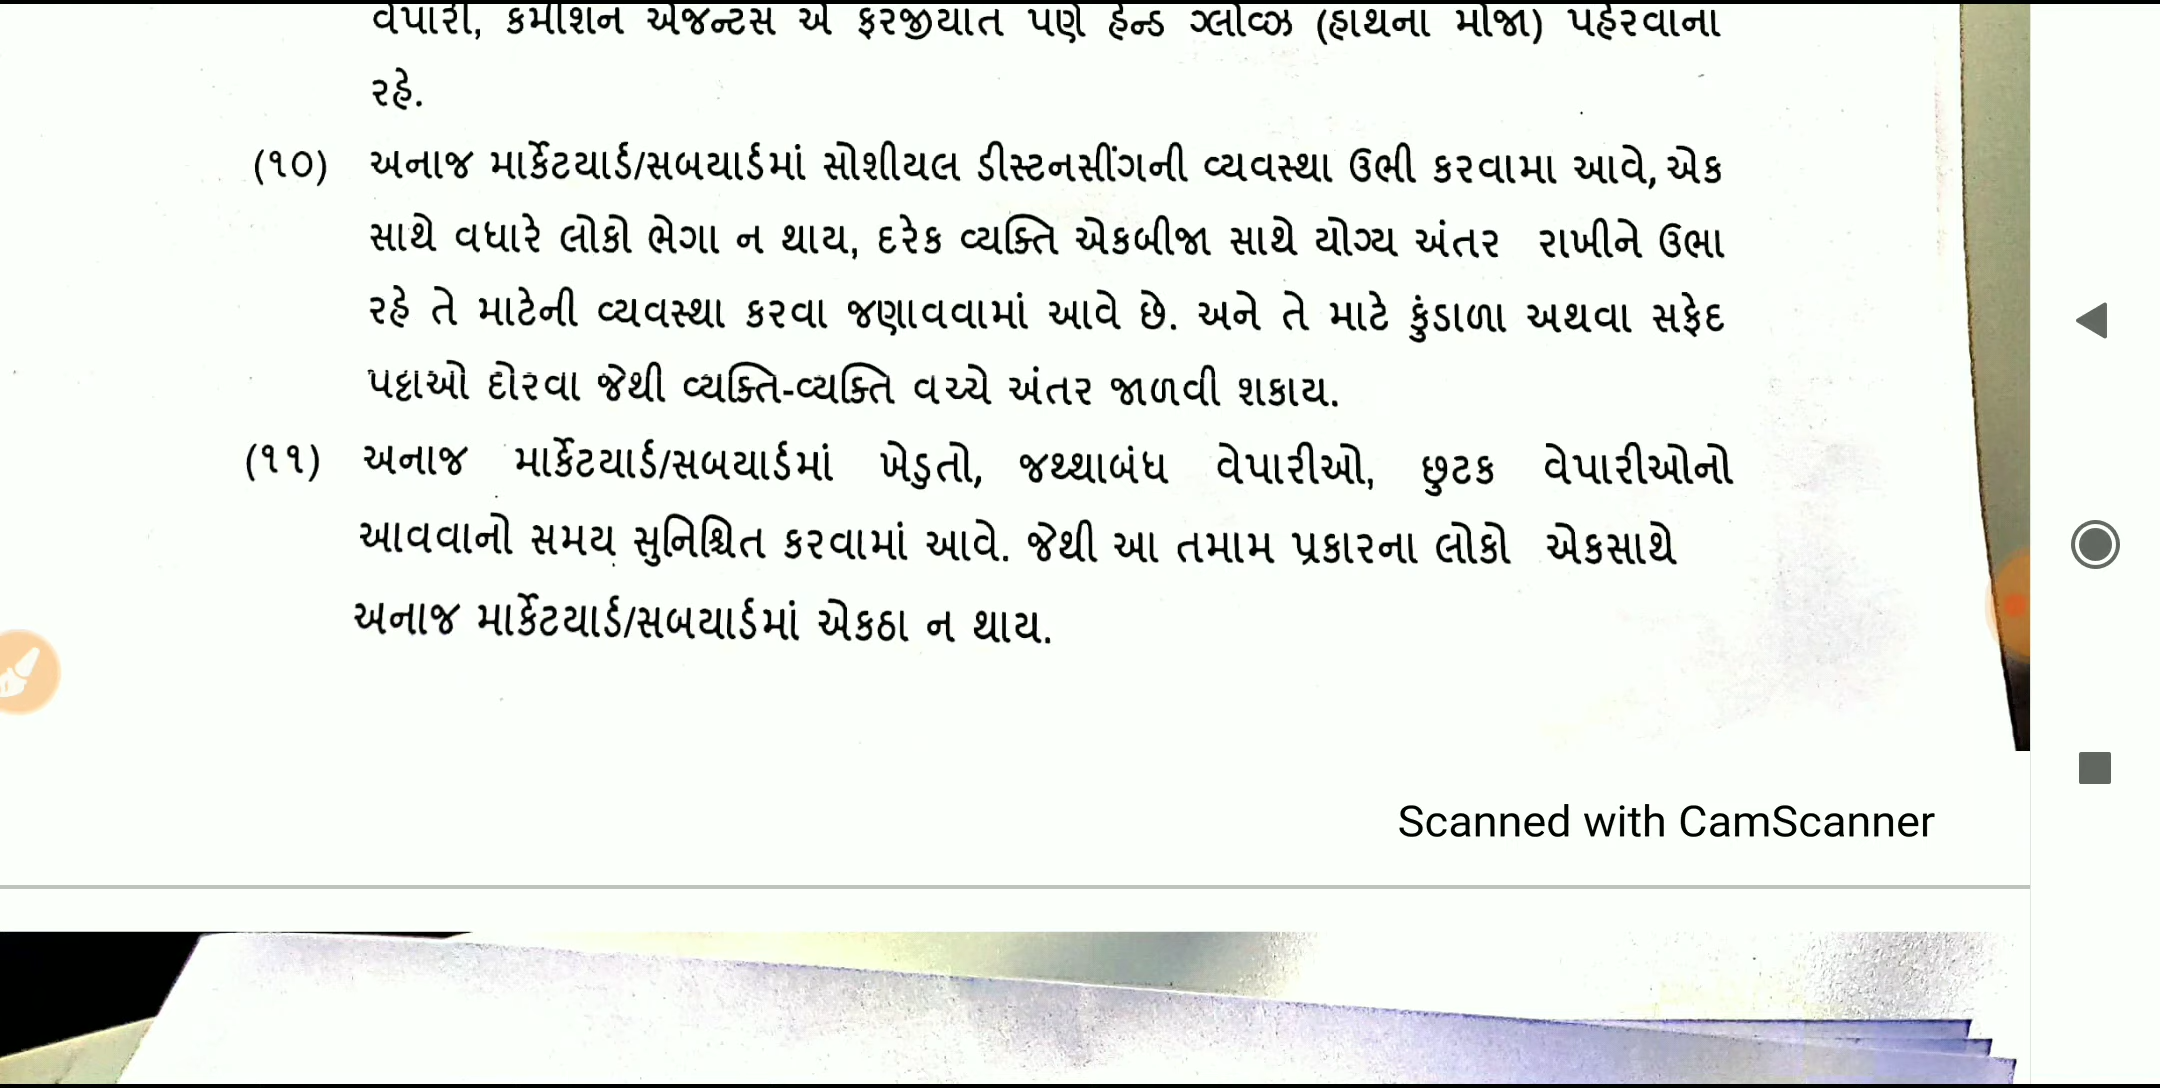 વેપારી, કમીશન એજન્ટસ એ ફરજીયાત પણે હેન્ડ ગ્લોવ્ઝ (હાથના મોજા) પહેરવાના
રહે.
(૧૦) અનાજ માર્કેટયાર્ડ/સબયાર્ડમાં સોશીયલ ડીસ્ટનસીંગની વ્યવસ્થા ઉભી કરવામા આવે, એક
સાથે વધારે લોકો ભેગા ન થાય, દરેક વ્યક્તિ એકબીજા સાથે યોગ્ય અંતર રાખીને ઉભા
રહે તે માટેની વ્યવસ્થા કરવા જણાવવામાં આવે છે. અને તે માટે કુંડાળા અથવા સફેદ
પટ્ટાઓ દોરવા જેથી વ્યક્તિ-વ્યક્તિ વચ્ચે અંતર જાળવી શકાય.
(૧૧) અનાજ માર્કેટયાર્ડ/સબયાર્ડમાં ખેડુતો, જથ્થાબંધ વેપારીઓ, છુટક વેપારીઓનો
આવવાનો સમય સુનિશ્ચિત કરવામાં આવે. જેથી આ તમામ પ્રકારના લોકો એકસાથે
અનાજ માર્કેટયાર્ડ/સબયાર્ડમાં એકઠા ન થાય.
Scanned with CamScanner